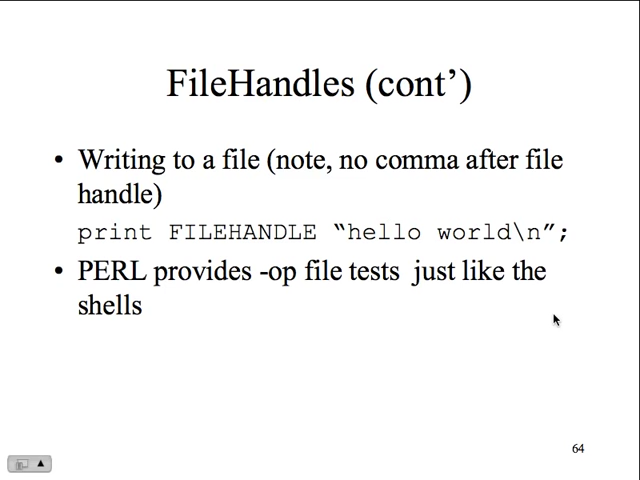 FileHandles (cont’)
• Writing to a file (note, no comma after file
handle)
print FILEHANDLE “hello world\n”;
• PERL provides -op file tests just like the
shells
64